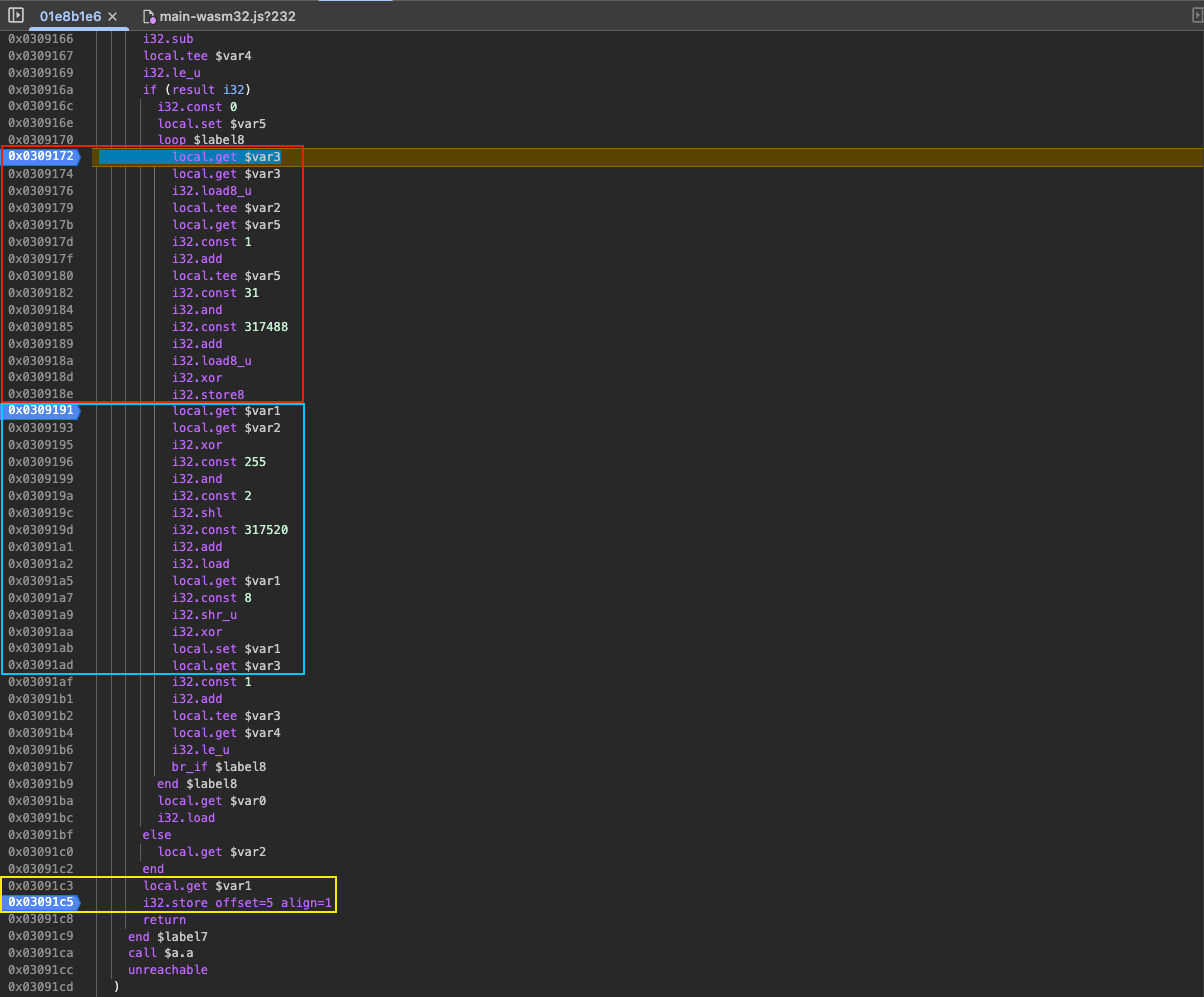 01e8b1e6 × main-wasm32.js?232
0x0309166 i32.sub
0x0309167 local.tee $var4
0x0309169 i32.le_u
0x030916a if (result i32)
0x030916c i32.const 0
0x030916e local.set $var5
0x0309170 loop $label8
0x0309172 local.get $var3
0x0309174 local.get $var3
0x0309176 i32.load8_u
0x0309179 local.tee $var2
0x030917b local.get $var5
0x030917d i32.const 1
0x030917f i32.add
0x0309180 local.tee $var5
0x0309182 i32.const 31
0x0309184 i32.and
0x0309185 i32.const 317488
0x0309189 i32.add
0x030918a i32.load8_u
0x030918d i32.xor
0x030918e i32.store8
0x0309191 local.get $var1
0x0309193 local.get $var2
0x0309195 i32.xor
0x0309196 i32.const 255
0x0309199 i32.and
0x030919a i32.const 2
0x030919c i32.shl
0x030919d i32.const 317520
0x03091a1 i32.add
0x03091a2 i32.load
0x03091a5 local.get $var1
0x03091a7 i32.const 8
0x03091a9 i32.shr_u
0x03091aa i32.xor
0x03091ab local.set $var1
0x03091ad local.get $var3
0x03091af i32.const 1
0x03091b1 i32.add
0x03091b2 local.tee $var3
0x03091b4 local.get $var4
0x03091b6 i32.le_u
0x03091b7 br_if $label8
0x03091b9 end $label8
0x03091ba local.get $var0
0x03091bc i32.load
0x03091bf else
0x03091c0 local.get $var2
0x03091c2 end
0x03091c3 local.get $var1
0x03091c5 i32.store offset=5 align=1
0x03091c8 return
0x03091c9 end $label7
0x03091ca call $a.a
0x03091cc unreachable
0x03091cd )